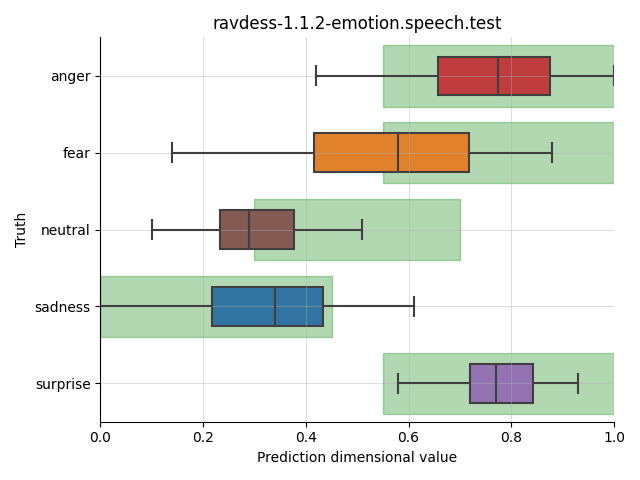 ravdess-1.1.2-emotion.speech.test
anger
fear
neutral
sadness
surprise
Truth
0.0 0.2 0.4 0.6 0.8 1.0
Prediction dimensional value